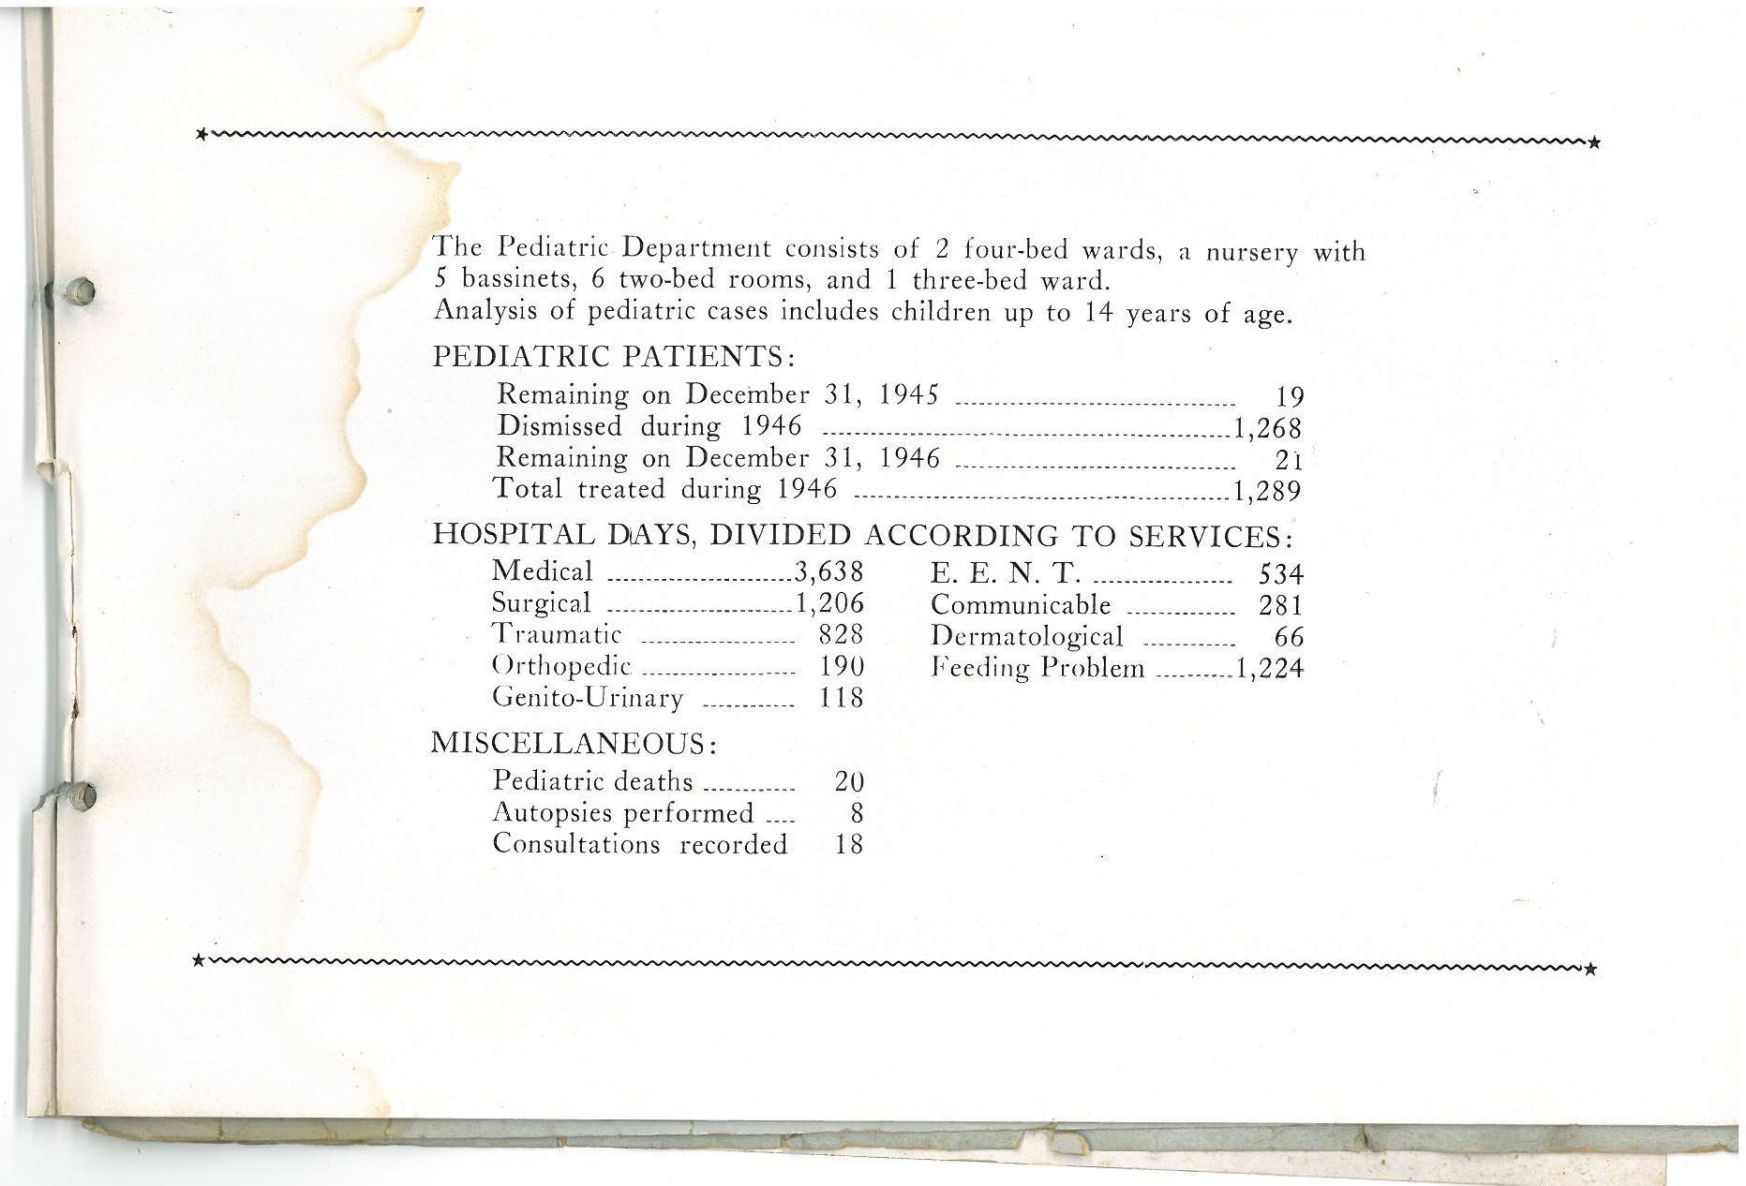 The Pediatric Department consists of 2 four-bed wards, a nursery with
5 bassinets, 6 two-bed rooms, and 1 three-bed ward.
Analysis of pediatric cases includes children up to 14 years of age.
PEDIATRIC PATIENTS:
Remaining on December 31, 1945 ........ 19
Dismissed during 1946 ........ 1,268
Remaining on December 31, 1946 ........ 21
Total treated during 1946 ........ 1,289
HOSPITAL DAYS, DIVIDED ACCORDING TO SERVICES:
Medical ........ 3,638 E. E. N. T. ........ 534
Surgical ........ 1,206 Communicable ........ 281
Traumatic ........ 828 Dermatological ........ 66
Orthopedic ........ 190 Feeding Problem ........ 1,224
Genito-Urinary ........ 118
MISCELLANEOUS:
Pediatric deaths ........ 20
Autopsies performed .... 8
Consultations recorded 18